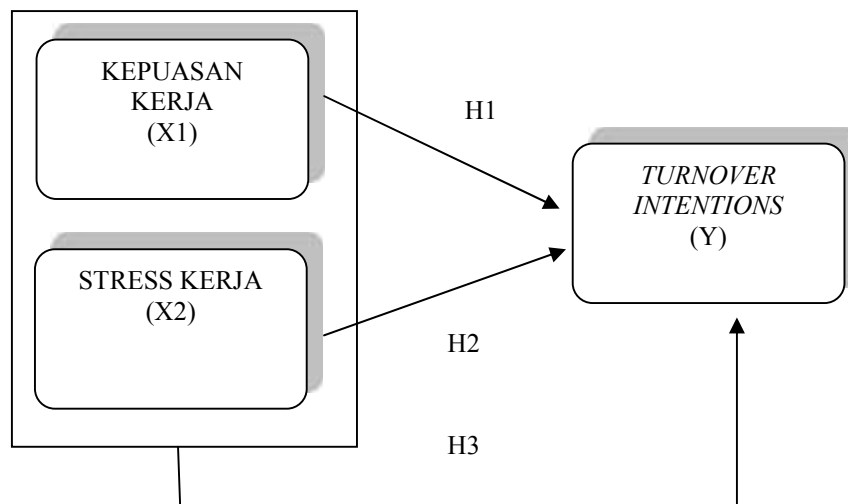 KEPUASAN
KERJA
(X1)
H1
TURNOVER
INTENTIONS
(Y)
STRESS KERJA
(X2)
H2
H3